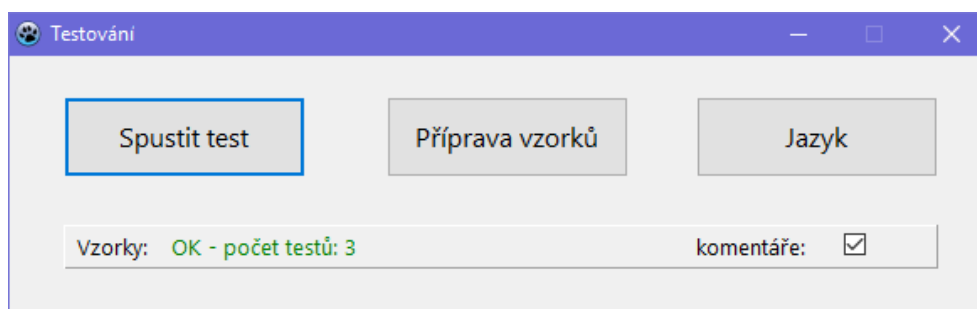 Testování
Spustit test
Příprava vzorků
Jazyk
Vzorky: OK - počet testů: 3 komentáře: